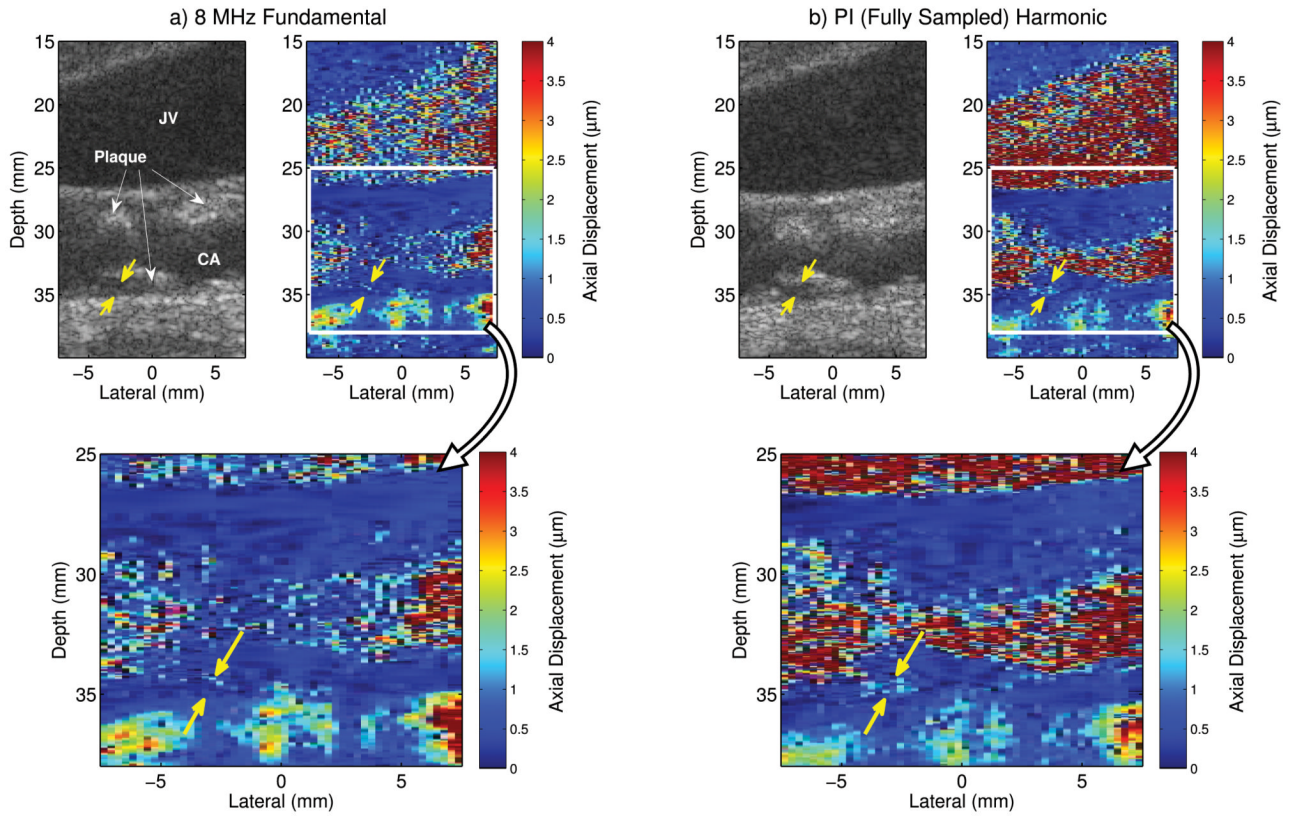 a) 8 MHz Fundamental
b) PI (Fully Sampled) Harmonic
15
20
25
30
35
Depth (mm)
JV
Plaque
CA
−5 0 5
Lateral (mm)
15
20
25
30
35
−5 0 5
Lateral (mm)
4
3.5
3
2.5
2
1.5
1
0.5
0
Axial Displacement (μm)
15
20
25
30
35
Depth (mm)
−5 0 5
Lateral (mm)
15
20
25
30
35
−5 0 5
Lateral (mm)
4
3.5
3
2.5
2
1.5
1
0.5
0
Axial Displacement (μm)
25
30
35
Depth (mm)
−5 0 5
Lateral (mm)
4
3.5
3
2.5
2
1.5
1
0.5
0
Axial Displacement (μm)
25
30
35
Depth (mm)
−5 0 5
Lateral (mm)
4
3.5
3
2.5
2
1.5
1
0.5
0
Axial Displacement (μm)